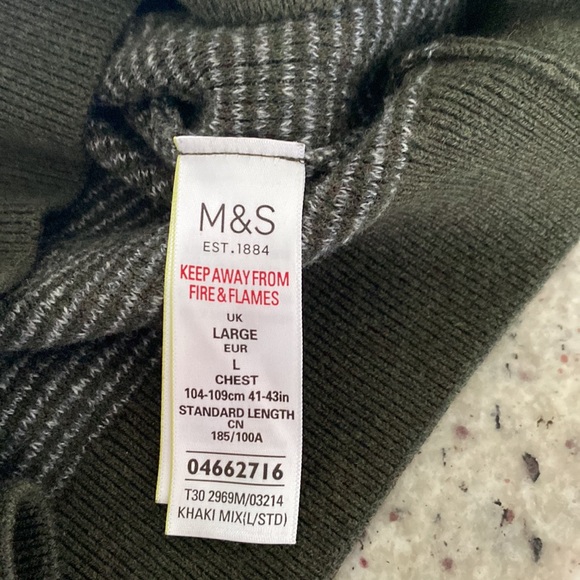 M&S
EST.1884
KEEP AWAY FROM
FIRE & FLAMES
UK
LARGE
EUR
L
CHEST
104-109cm 41-43in
STANDARD LENGTH
CN
185/100A
04662716
T30 2969M/03214
KHAKI MIX(L/STD)